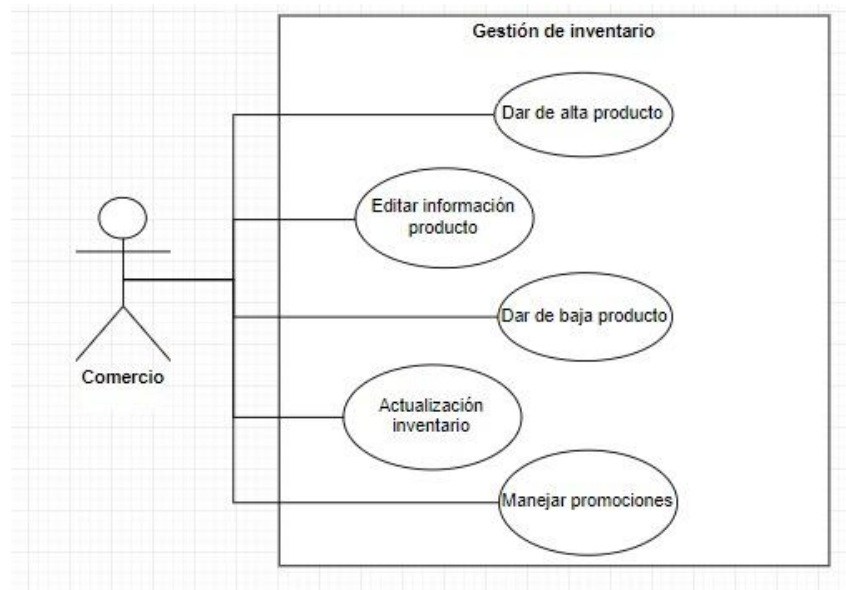 Gestión de inventario
Dar de alta producto
Editar información
producto
Dar de baja producto
Comercio
Actualización
inventario
Manejar promociones